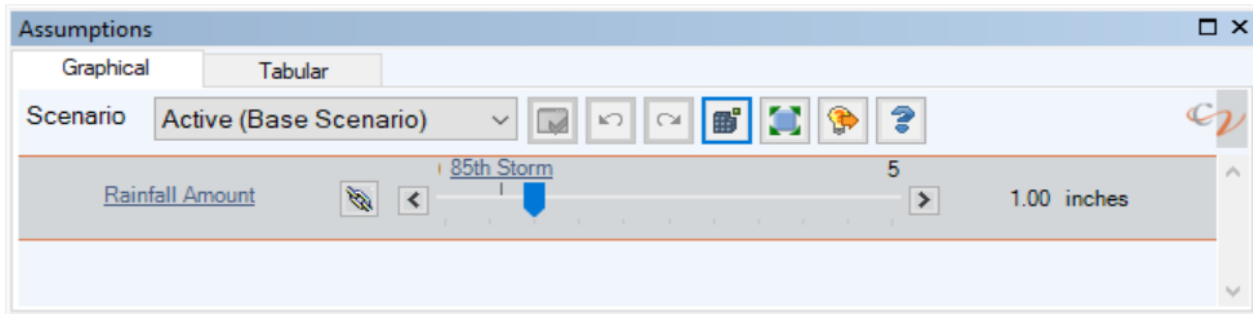 Assumptions
Graphical Tabular
Scenario Active (Base Scenario) ?
85th Storm 5
Rainfall Amount 1.00 inches